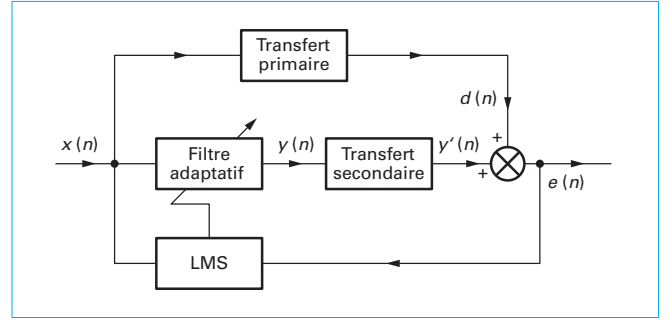 Transfert
primaire
d (n)
x (n)
Filtre
adaptatif
y (n)
Transfert
secondaire
y‘ (n)
+
+
e (n)
LMS